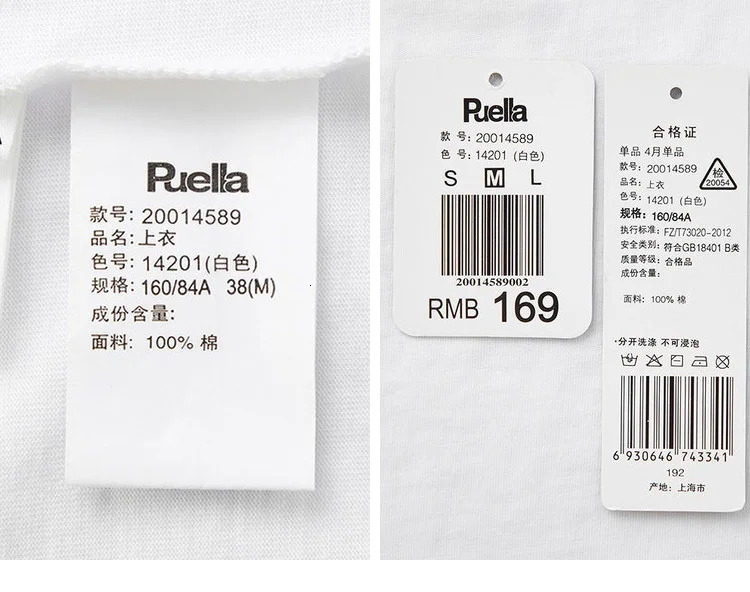 Puella
款号: 20014589
品名: 上衣
色号: 14201(白色)
规格: 160/84A 38(M)
成份含量:
面料: 100% 棉
Puella
款 号: 20014589
色 号: 14201 (白色)
S M L
20014589002
RMB 169
合格证
单品 4月单品
款号: 20014589
品名: 上衣
检
20054
色号: 14201 (白色)
规格: 160/84A
执行标准: FZ/T73020-2012
安全类别: 符合GB18401 B类
质量等级: 合格品
成份含量:
面料: 100% 棉
·分开洗涤 不可浸泡
6 930646 743341
192
产地: 上海市